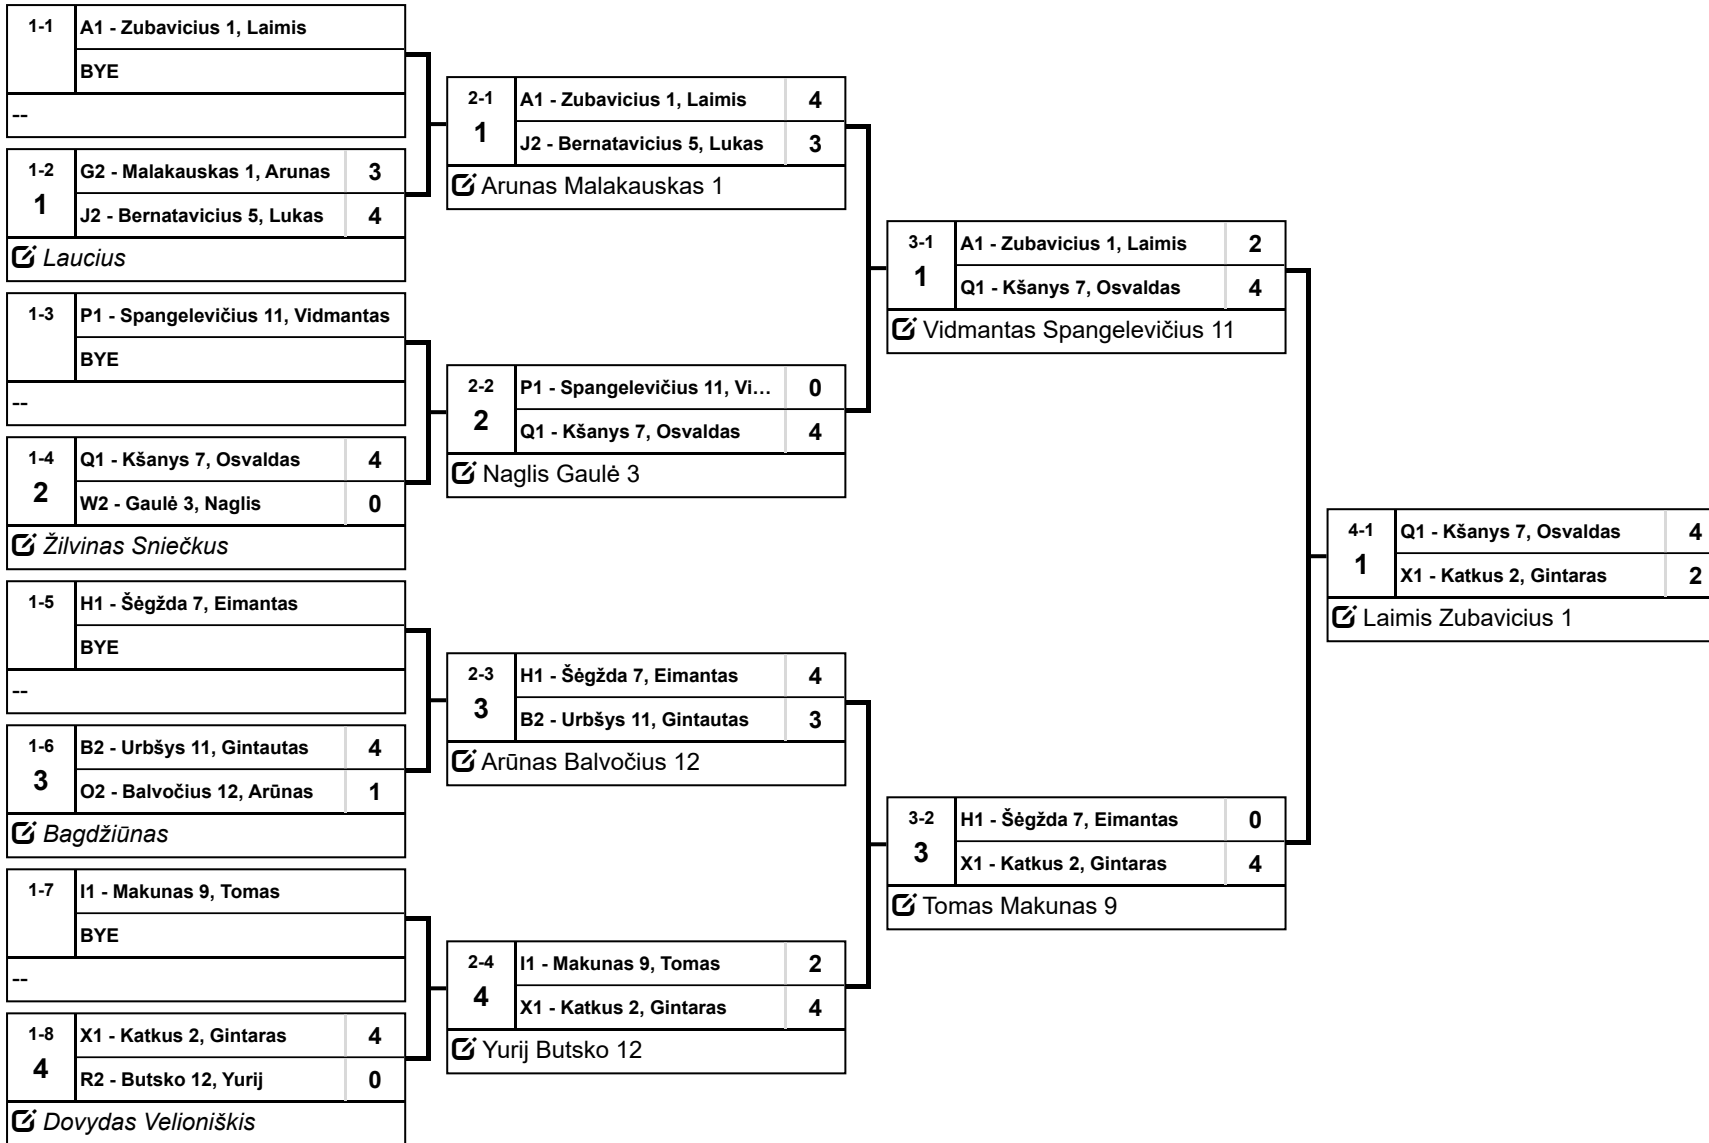 1-1 A1 - Zubavicius 1, Laimis
BYE
--
1-2 G2 - Malakauskas 1, Arunas 3
1 J2 - Bernatavicius 5, Lukas 4
Laucius
1-3 P1 - Spangelevičius 11, Vidmantas
BYE
--
1-4 Q1 - Kšanys 7, Osvaldas 4
2 W2 - Gaulė 3, Naglis 0
Žilvinas Sniečkus
1-5 H1 - Šėgžda 7, Eimantas
BYE
--
1-6 B2 - Urbšys 11, Gintautas 4
3 O2 - Balvočius 12, Arūnas 1
Bagdžiūnas
1-7 I1 - Makunas 9, Tomas
BYE
--
1-8 X1 - Katkus 2, Gintaras 4
4 R2 - Butsko 12, Yurij 0
Dovydas Velioniškis
2-1 A1 - Zubavicius 1, Laimis 4
1 J2 - Bernatavicius 5, Lukas 3
Arunas Malakauskas 1
2-2 P1 - Spangelevičius 11, Vi... 0
2 Q1 - Kšanys 7, Osvaldas 4
Naglis Gaulė 3
2-3 H1 - Šėgžda 7, Eimantas 4
3 B2 - Urbšys 11, Gintautas 3
Arūnas Balvočius 12
2-4 I1 - Makunas 9, Tomas 2
4 X1 - Katkus 2, Gintaras 4
Yurij Butsko 12
3-1 A1 - Zubavicius 1, Laimis 2
1 Q1 - Kšanys 7, Osvaldas 4
Vidmantas Spangelevičius 11
3-2 H1 - Šėgžda 7, Eimantas 0
3 X1 - Katkus 2, Gintaras 4
Tomas Makunas 9
4-1 Q1 - Kšanys 7, Osvaldas 4
1 X1 - Katkus 2, Gintaras 2
Laimis Zubavicius 1